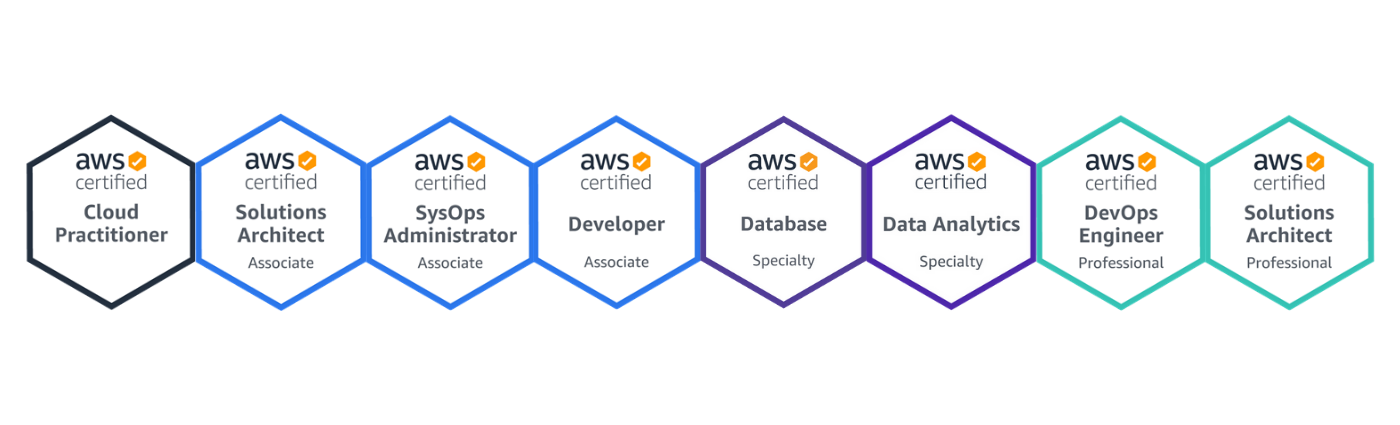 aws
certified
Cloud
Practitioner
aws
certified
Solutions
Architect
Associate
aws
certified
SysOps
Administrator
Associate
aws
certified
Developer
Associate
aws
certified
Database
Specialty
aws
certified
Data Analytics
Specialty
aws
certified
DevOps
Engineer
Professional
aws
certified
Solutions
Architect
Professional